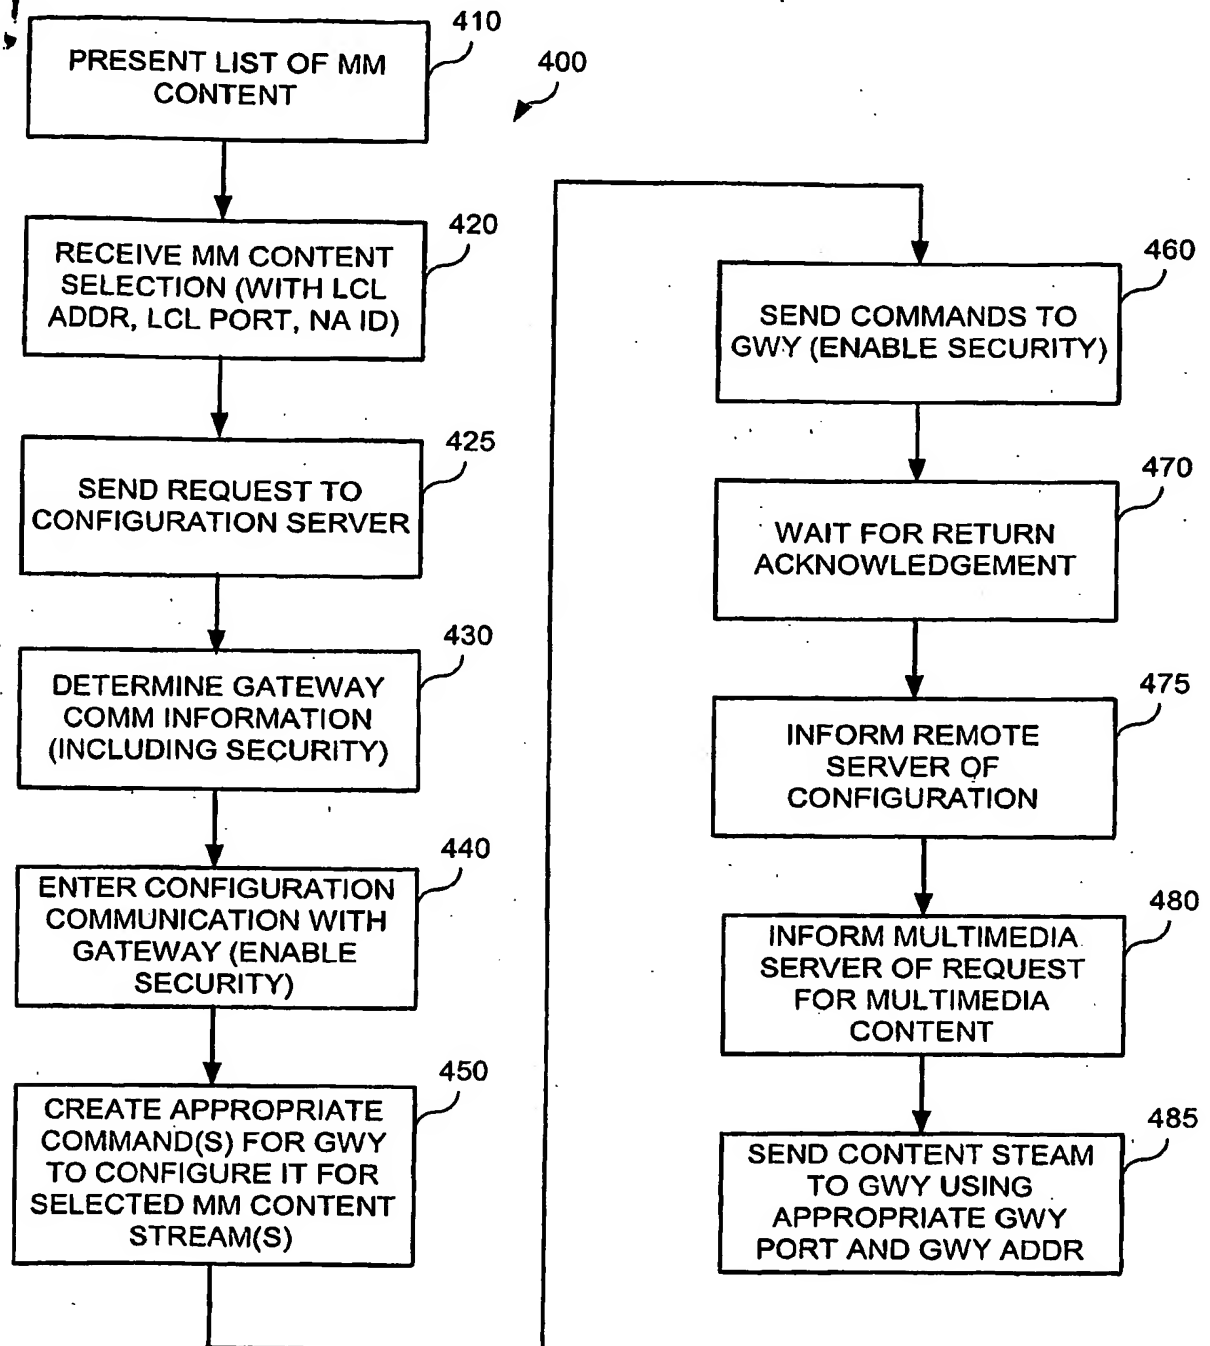 410
PRESENT LIST OF MM
CONTENT
400
420
RECEIVE MM CONTENT
SELECTION (WITH LCL
ADDR, LCL PORT, NA ID)
425
SEND REQUEST TO
CONFIGURATION SERVER
430
DETERMINE GATEWAY
COMM INFORMATION
(INCLUDING SECURITY)
440
ENTER CONFIGURATION
COMMUNICATION WITH
GATEWAY (ENABLE
SECURITY)
450
CREATE APPROPRIATE
COMMAND(S) FOR GWY
TO CONFIGURE IT FOR
SELECTED MM CONTENT
STREAM(S)
460
SEND COMMANDS TO
GWY (ENABLE SECURITY)
470
WAIT FOR RETURN
ACKNOWLEDGEMENT
475
INFORM REMOTE
SERVER OF
CONFIGURATION
480
INFORM MULTIMEDIA
SERVER OF REQUEST
FOR MULTIMEDIA
CONTENT
485
SEND CONTENT STEAM
TO GWY USING
APPROPRIATE GWY
PORT AND GWY ADDR